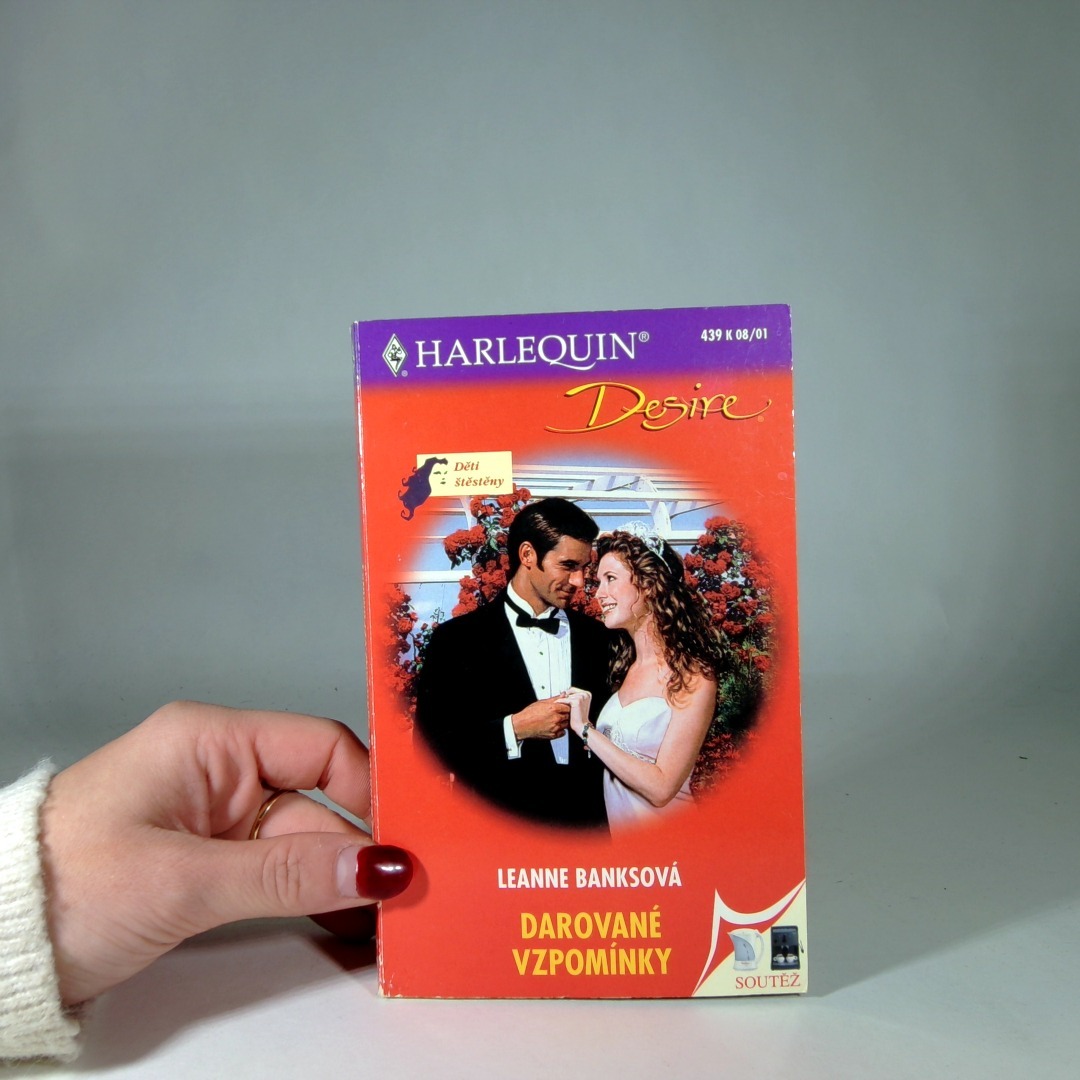 HARLEQUIN®
439 K 08/01
Desire
Děti
štěstěny
LEANNE BANKSOVÁ
DAROVANÉ
VZPOMÍNKY
SOUTĚŽ